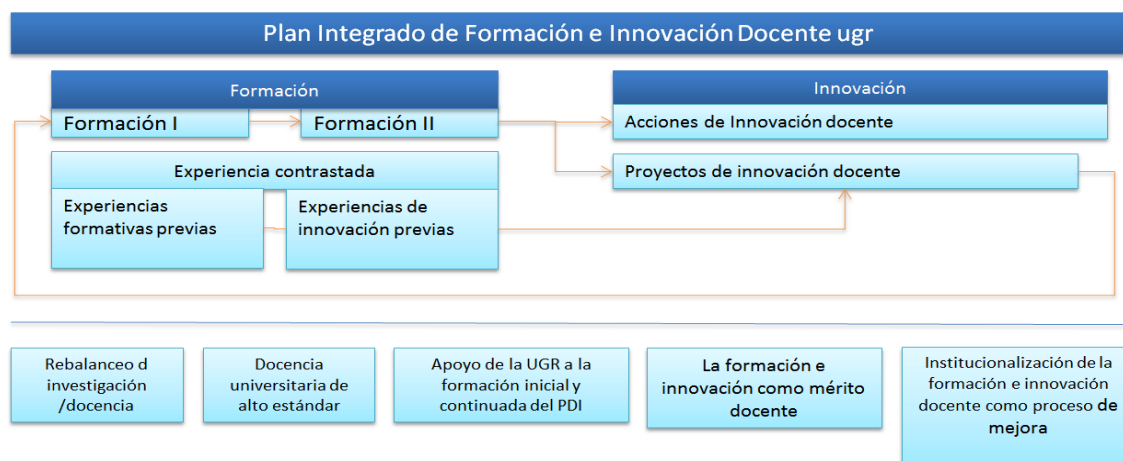 Plan Integrado de Formación e Innovación Docente ugr
Formación
Innovación
Formación I
Formación II
Acciones de Innovación docente
Experiencia contrastada
Proyectos de innovación docente
Experiencias
formativas previas
Experiencias de
innovación previas
Rebalanceo d
investigación
/docencia
Docencia
universitaria de
alto estándar
Apoyo de la UGR a la
formación inicial y
continuada del PDI
La formación e
innovación como mérito
docente
Institucionalización de la
formación e innovación
docente como proceso de
mejora